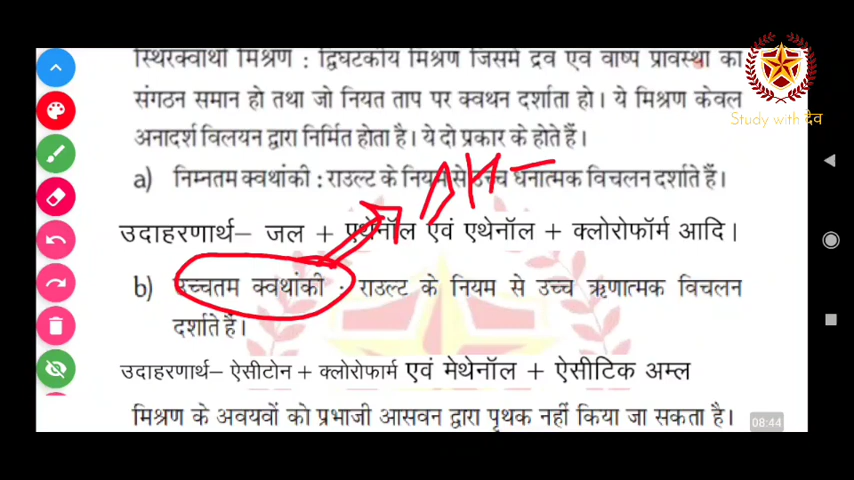 स्थिरक्वाथी मिश्रण : द्विघटकीय मिश्रण जिसमें द्रव एवं वाष्प प्रावस्था का
संगठन समान हो तथा जो नियत ताप पर क्वथन दर्शाता हो। ये मिश्रण केवल
अनादर्श विलयन द्वारा निर्मित होता है। ये दो प्रकार के होते हैं।
Study with देव
a) निम्नतम क्वथांकी : राउल्ट के नियम से उच्च धनात्मक विचलन दर्शाते हैं।
ΔH -
उदाहरणार्थ– जल + एथेनॉल एवं एथेनॉल + क्लोरोफॉर्म आदि।
b) उच्चतम क्वथांकी : राउल्ट के नियम से उच्च ऋणात्मक विचलन
दर्शाते हैं।
उदाहरणार्थ– ऐसीटोन + क्लोरोफार्म एवं मेथेनॉल + ऐसीटिक अम्ल
मिश्रण के अवयवों को प्रभाजी आसवन द्वारा पृथक नहीं किया जा सकता है।
08:44